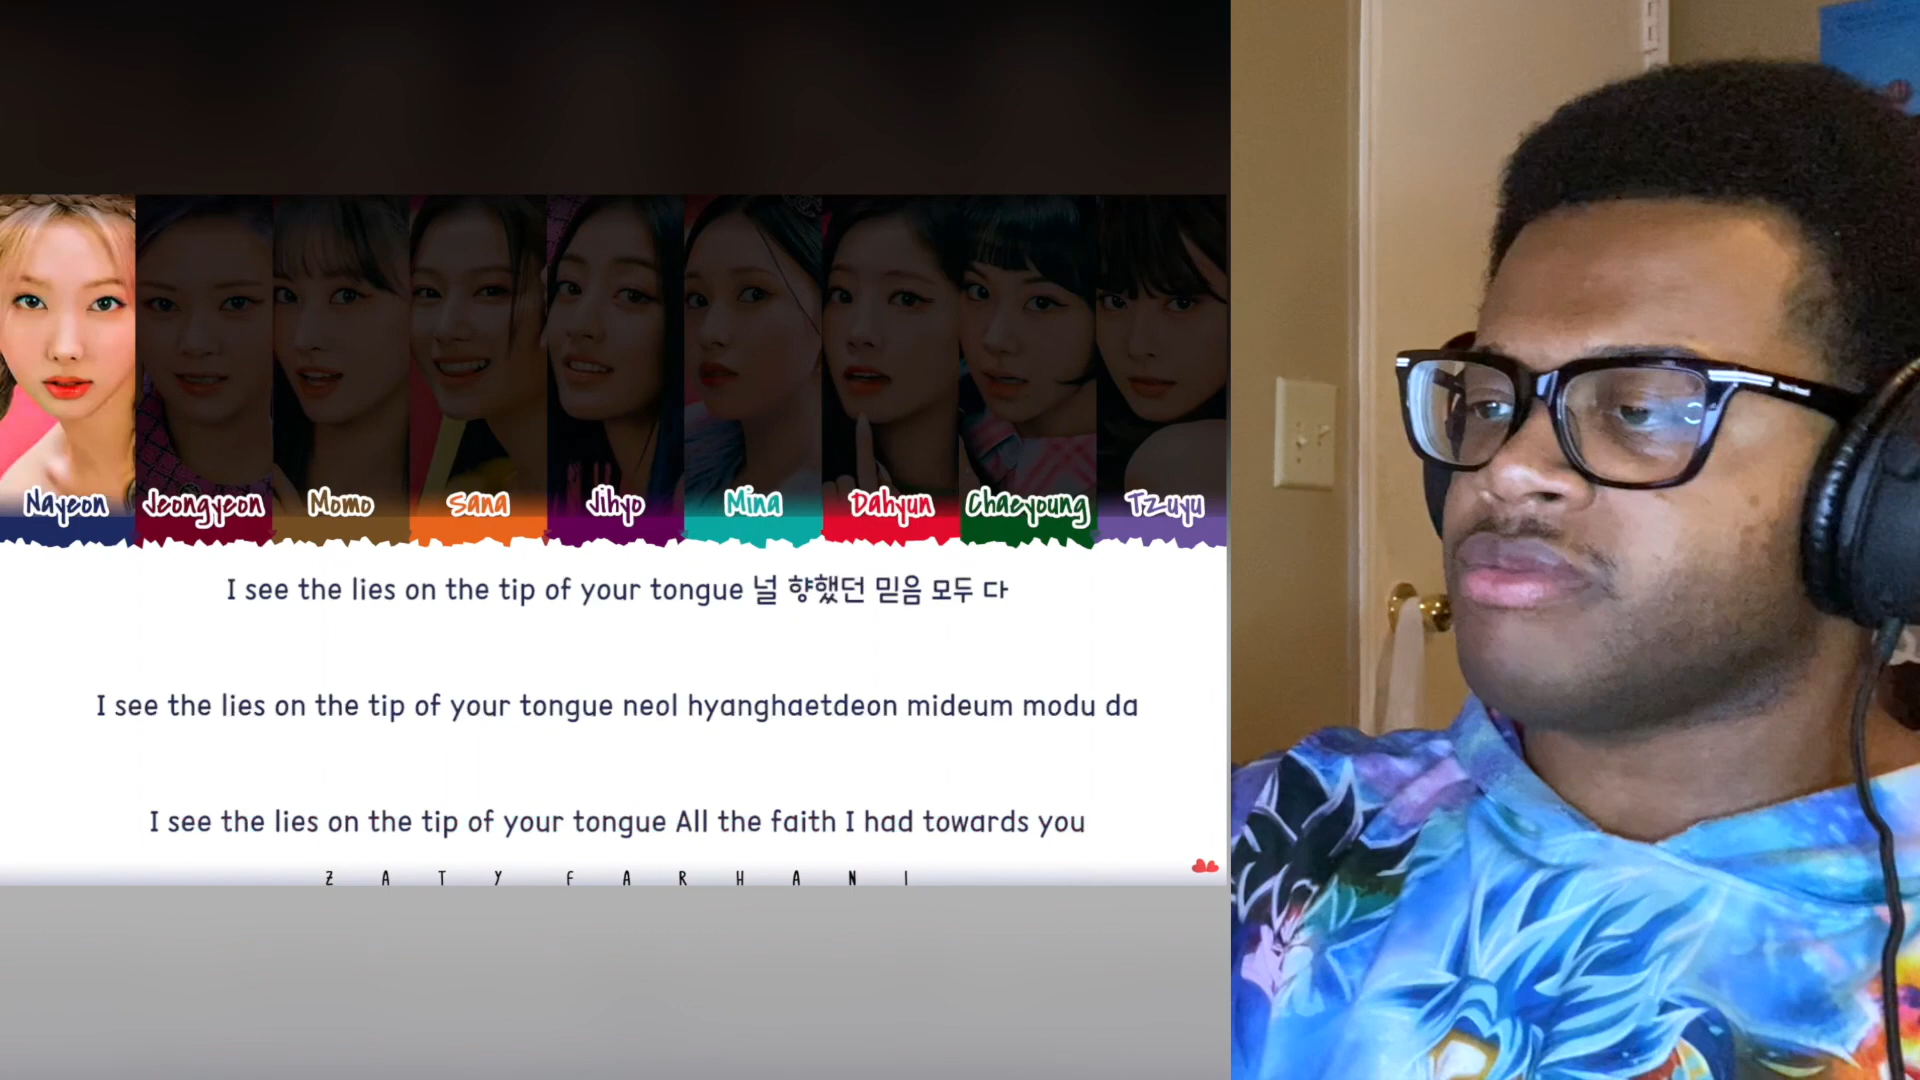 Nayeon Jeongyeon Momo Sana Jihyo Mina Dahyun Chaeyoung Tzuyu
I see the lies on the tip of your tongue 널 향했던 믿음 모두 다
I see the lies on the tip of your tongue neol hyanghaetdeon mideum modu da
I see the lies on the tip of your tongue All the faith I had towards you
ZATY FARHANI